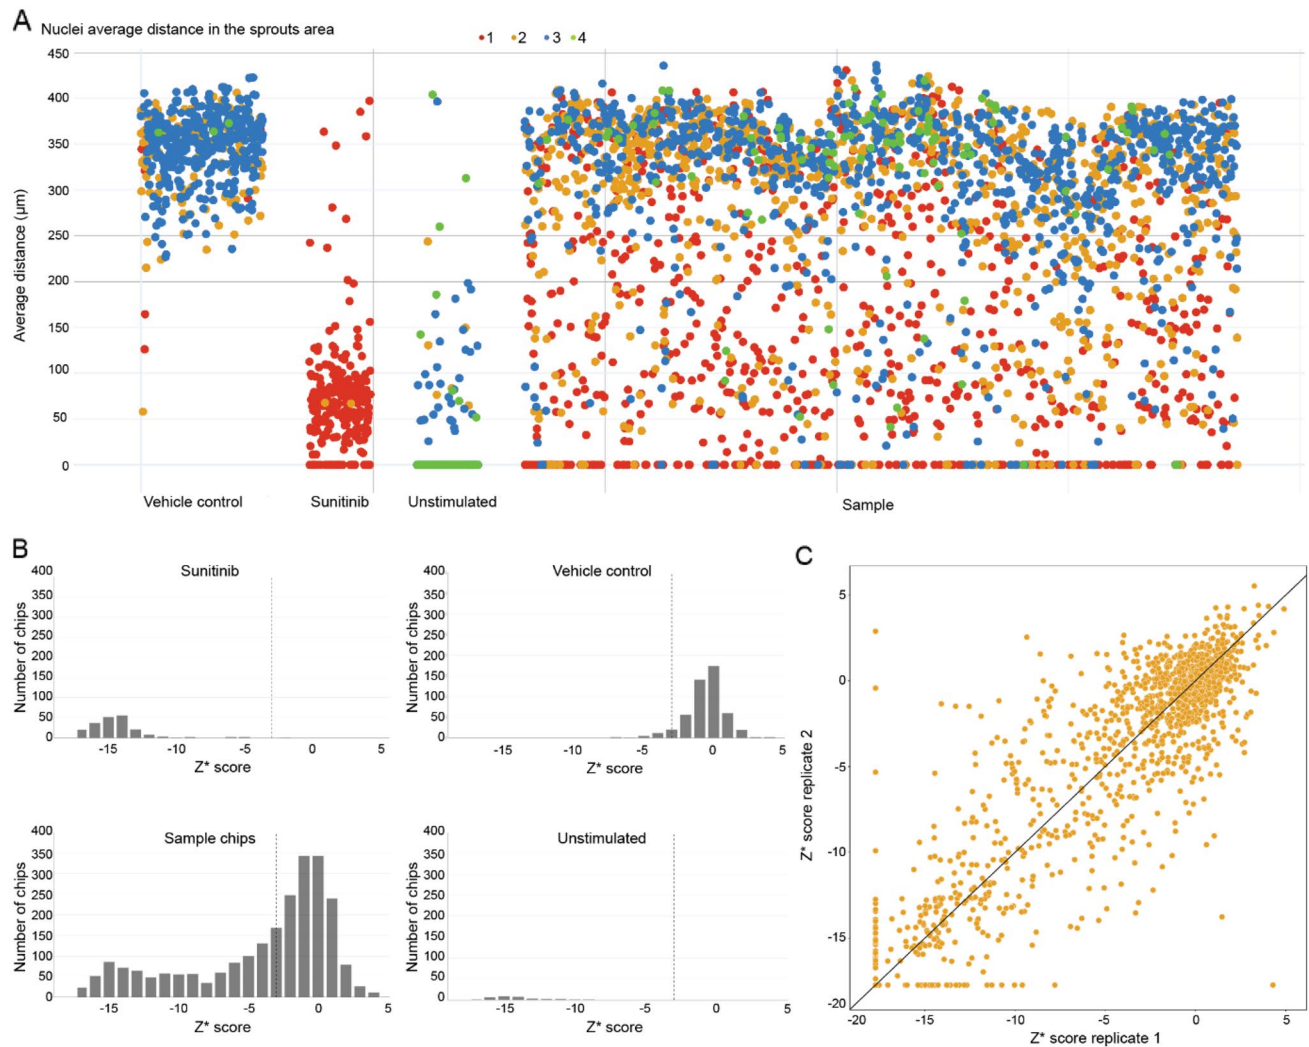 A Nuclei average distance in the sprouts area
1 2 3 4
Average distance (µm)
450
400
350
300
250
200
150
100
50
0
Vehicle control Sunitinib Unstimulated Sample
B
Sunitinib
Number of chips
400
350
300
250
200
150
100
50
0
-15 -10 -5 0 5
Z* score
Vehicle control
Number of chips
400
350
300
250
200
150
100
50
0
-15 -10 -5 0 5
Z* score
Sample chips
Number of chips
400
350
300
250
200
150
100
50
0
-15 -10 -5 0 5
Z* score
Unstimulated
Number of chips
400
350
300
250
200
150
100
50
0
-15 -10 -5 0 5
Z* score
C
Z* score replicate 2
5
0
-5
-10
-15
-20
-20 -15 -10 -5 0 5
Z* score replicate 1